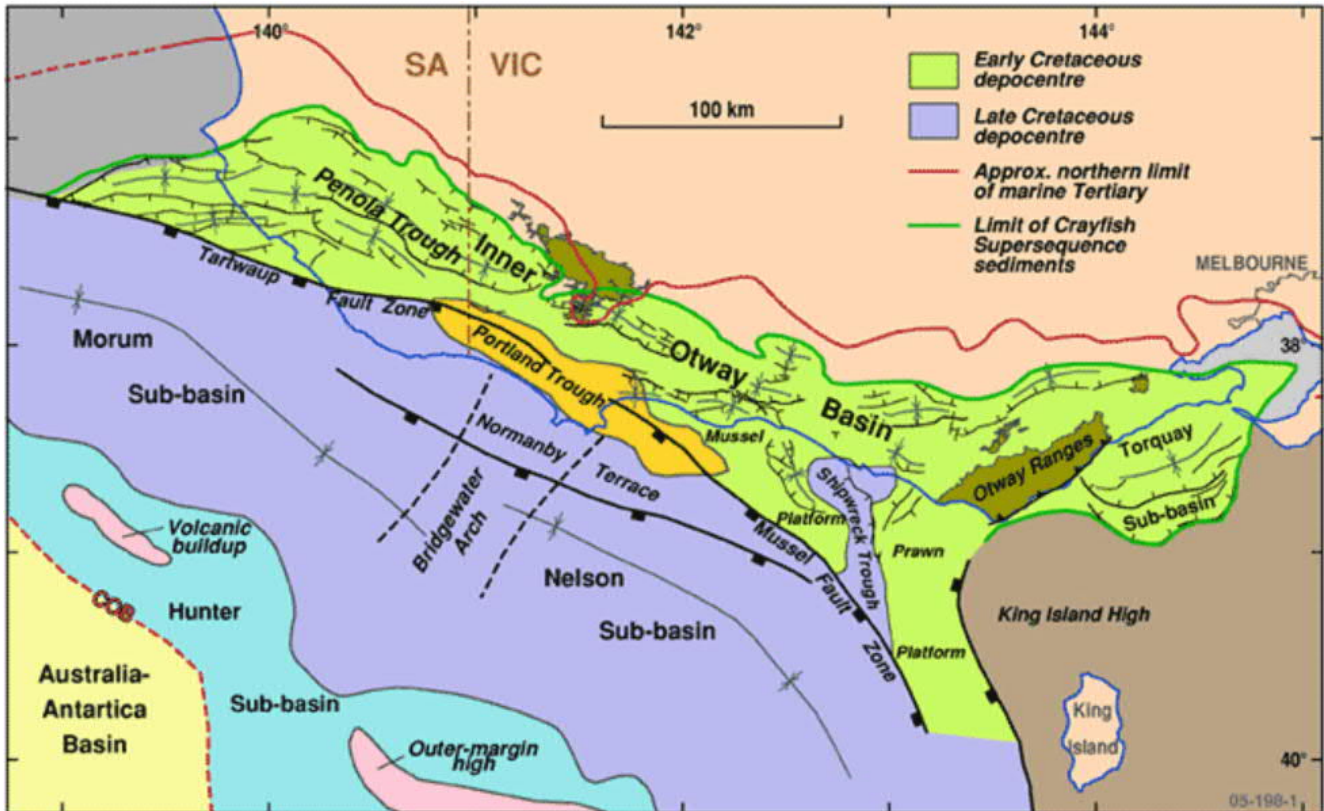 140°
142°
144°
SA
VIC
100 km
Early Cretaceous
depocentre
Late Cretaceous
depocentre
Approx. northern limit
of marine Tertiary
Limit of Crayfish
Supersequence
sediments
MELBOURNE
38°
Penola Trough
Inner
Otway
Basin
Tartwaup
Fault Zone
Portland Trough
Morum
Sub-basin
Normanby
Terrace
Bridgewater
Arch
Mussel
Platform
Shipwreck Trough
Prawn
Platform
Otway Ranges
Torquay
Sub-basin
Mussel
Fault
Zone
Nelson
Sub-basin
King Island High
King
Island
Volcanic
buildup
COB
Hunter
Sub-basin
Australia-
Antartica
Basin
Outer-margin
high
40°
05-198-1